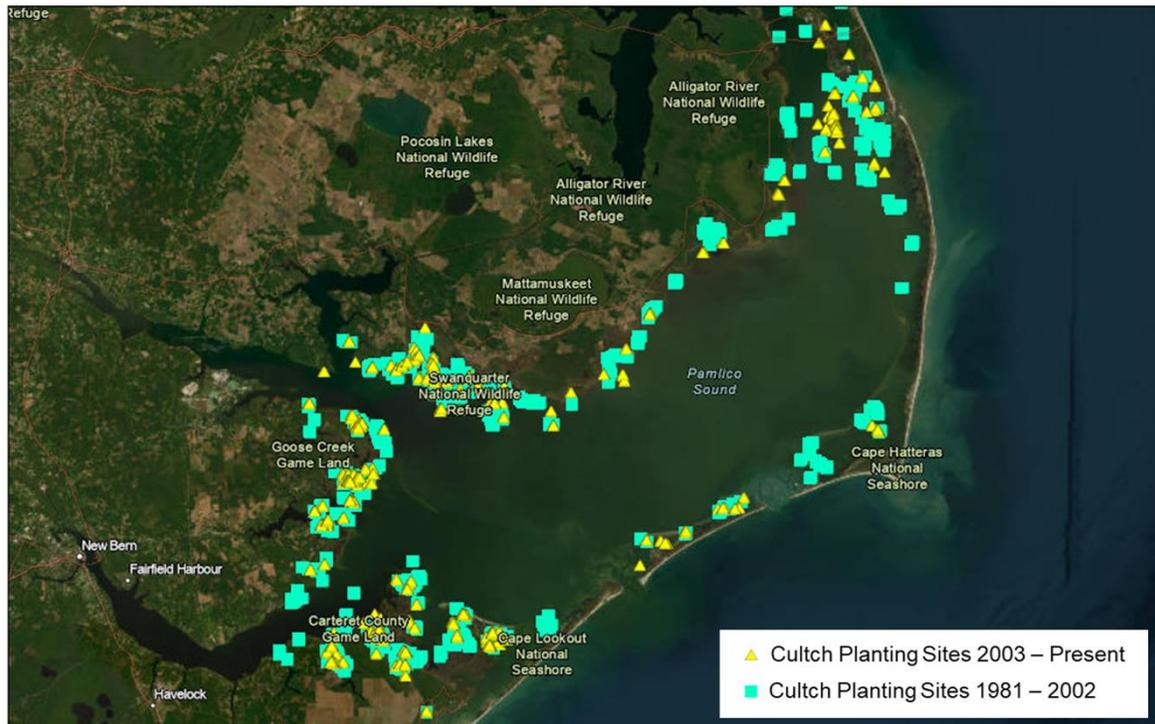 Refuge
Alligator River
National Wildlife
Refuge
Pocosin Lakes
National Wildlife
Refuge
Alligator River
National Wildlife
Refuge
Mattamuskeet
National Wildlife
Refuge
Pamlico
Sound
Swanquarter
National Wildlife
Refuge
Goose Creek
Game Land
Cape Hatteras
National
Seashore
New Bern
Fairfield Harbour
Carteret County
Game Land
Cape Lookout
National
Seashore
Havelock
Cultch Planting Sites 2003 – Present
Cultch Planting Sites 1981 – 2002